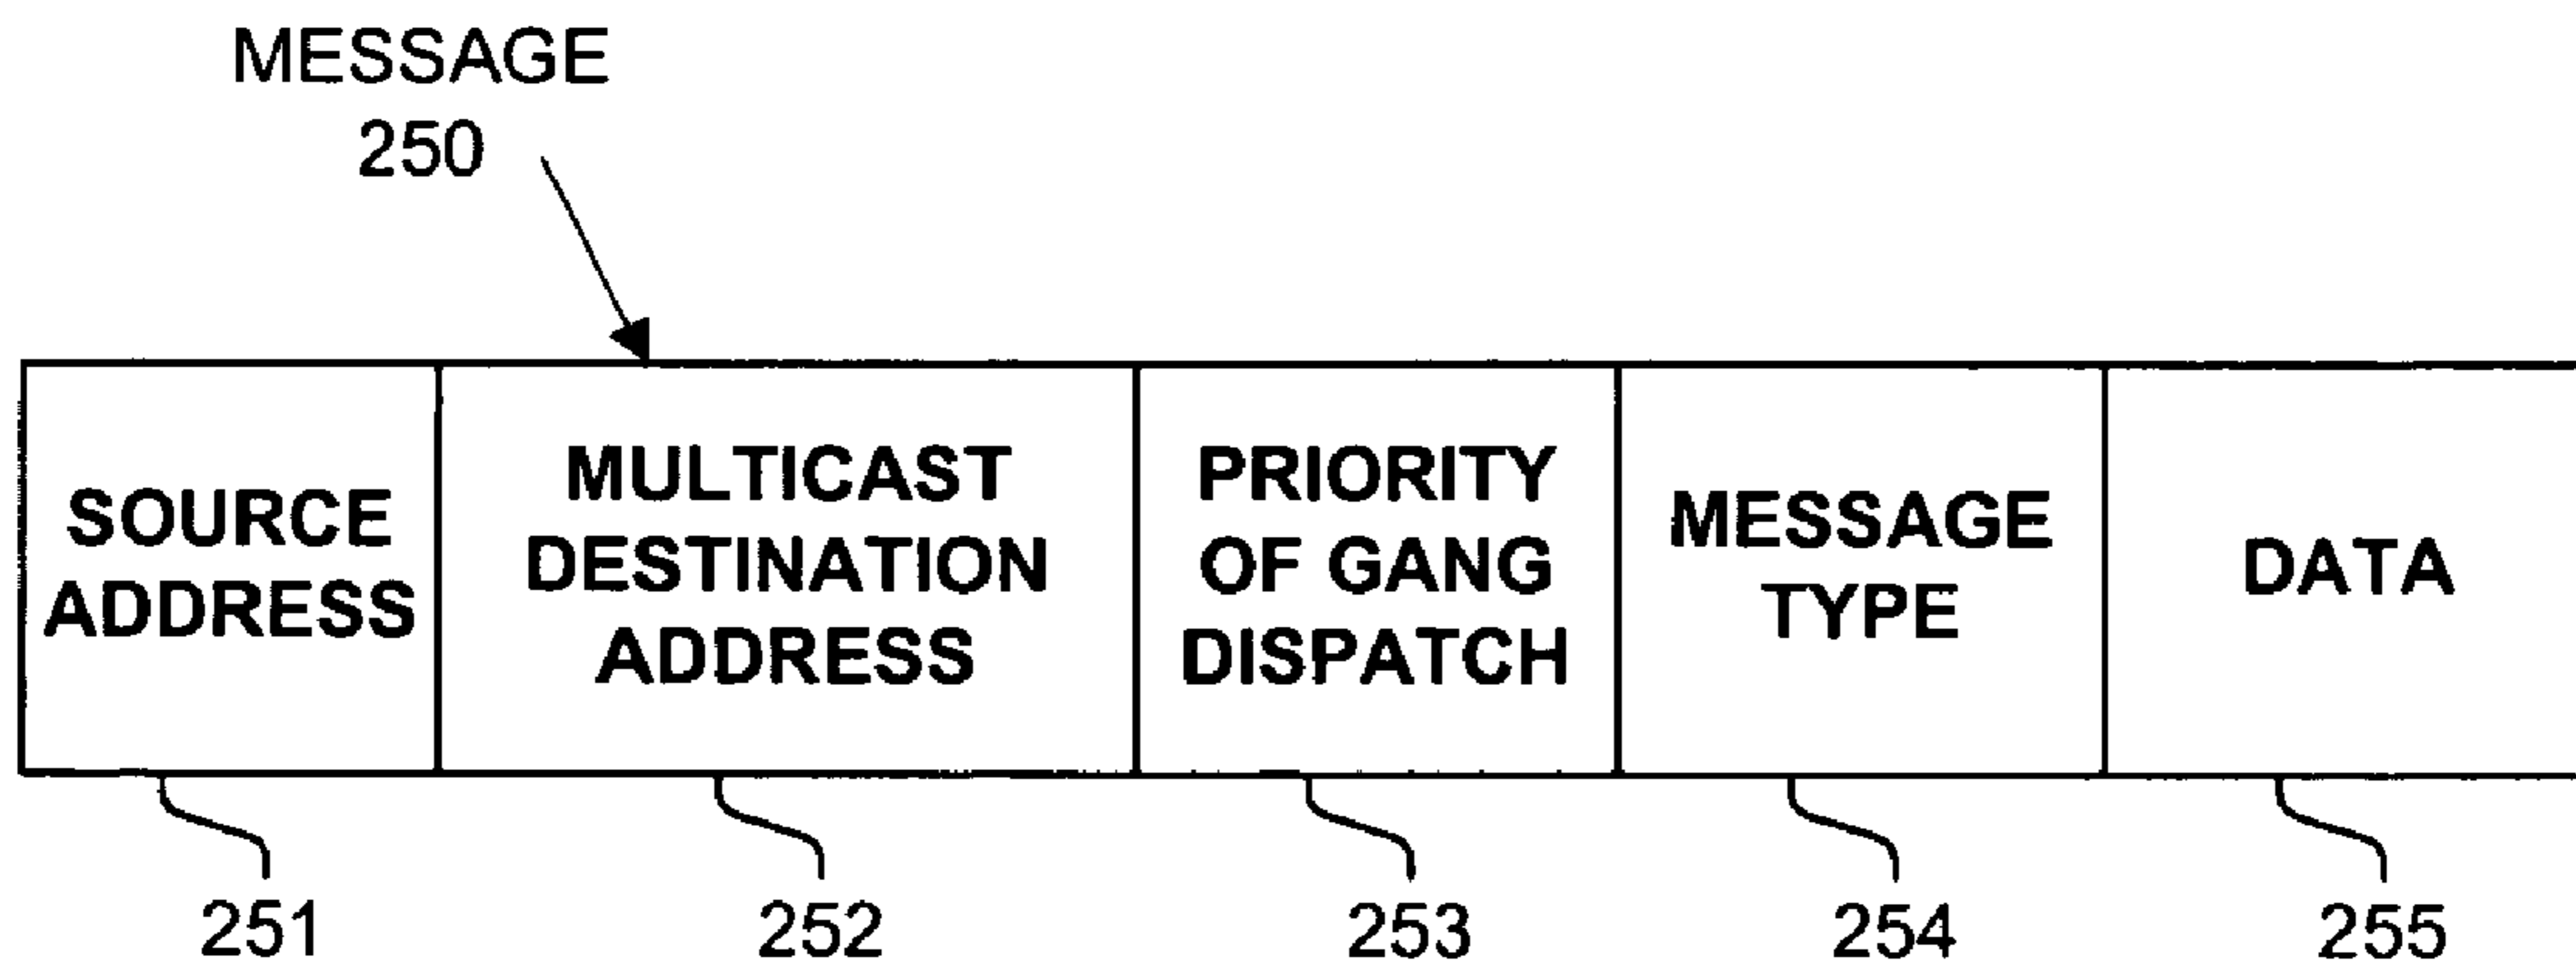 MESSAGE
250
SOURCE
ADDRESS
MULTICAST
DESTINATION
ADDRESS
PRIORITY
OF GANG
DISPATCH
MESSAGE
TYPE
DATA
251
252
253
254
255